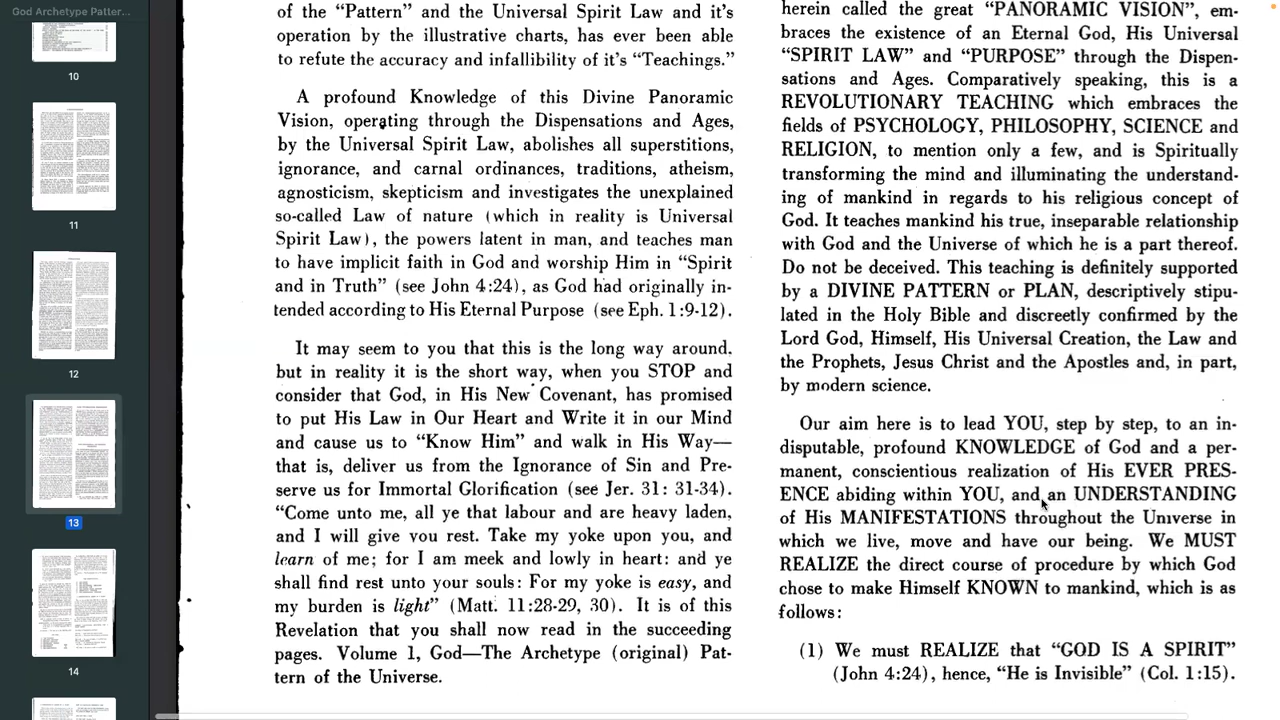 God Archetype Patter...
10
11
12
13
14
of the “Pattern” and the Universal Spirit Law and it's
operation by the illustrative charts, has ever been able
to refute the accuracy and infallibility of it's “Teachings.”
A profound Knowledge of this Divine Panoramic
Vision, operating through the Dispensations and Ages,
by the Universal Spirit Law, abolishes all superstitions,
ignorance, and carnal ordinances, traditions, atheism,
agnosticism, skepticism and investigates the unexplained
so-called Law of nature (which in reality is Universal
Spirit Law), the powers latent in man, and teaches man
to have implicit faith in God and worship Him in “Spirit
and in Truth” (see John 4:24), as God had originally in-
tended according to His Eternal Purpose (see Eph. 1:9-12).
It may seem to you that this is the long way around.
but in reality it is the short way, when you STOP and
consider that God, in His New Covenant, has promised
to put His Law in Our Heart and Write it in our Mind
and cause us to “Know Him” and walk in His Way—
that is, deliver us from the Ignorance of Sin and Pre-
serve us for Immortal Glorification (see Jer. 31: 31-34).
“Come unto me, all ye that labour and are heavy laden,
and I will give you rest. Take my yoke upon you, and
learn of me; for I am meek and lowly in heart: and ye
shall find rest unto your souls: For my yoke is easy, and
my burden is light” (Matt. 11:28-29, 30). It is of this
Revelation that you shall now read in the succeeding
pages. Volume 1, God—The Archetype (original) Pat-
tern of the Universe.
herein called the great “PANORAMIC VISION”, em-
braces the existence of an Eternal God, His Universal
“SPIRIT LAW” and “PURPOSE” through the Dispen-
sations and Ages. Comparatively speaking, this is a
REVOLUTIONARY TEACHING which embraces the
fields of PSYCHOLOGY, PHILOSOPHY, SCIENCE and
RELIGION, to mention only a few, and is Spiritually
transforming the mind and illuminating the understand-
ing of mankind in regards to his religious concept of
God. It teaches mankind his true, inseparable relationship
with God and the Universe of which he is a part thereof.
Do not be deceived. This teaching is definitely supported
by a DIVINE PATTERN or PLAN, descriptively stipu-
lated in the Holy Bible and discreetly confirmed by the
Lord God, Himself, His Universal Creation, the Law and
the Prophets, Jesus Christ and the Apostles and, in part,
by modern science.
Our aim here is to lead YOU, step by step, to an in-
disputable, profound KNOWLEDGE of God and a per-
manent, conscientious realization of His EVER PRES-
ENCE abiding within YOU, and an UNDERSTANDING
of His MANIFESTATIONS throughout the Universe in
which we live, move and have our being. We MUST
REALIZE the direct course of procedure by which God
chose to make Himself KNOWN to mankind, which is as
follows:
(1) We must REALIZE that “GOD IS A SPIRIT”
(John 4:24), hence, “He is Invisible” (Col. 1:15).